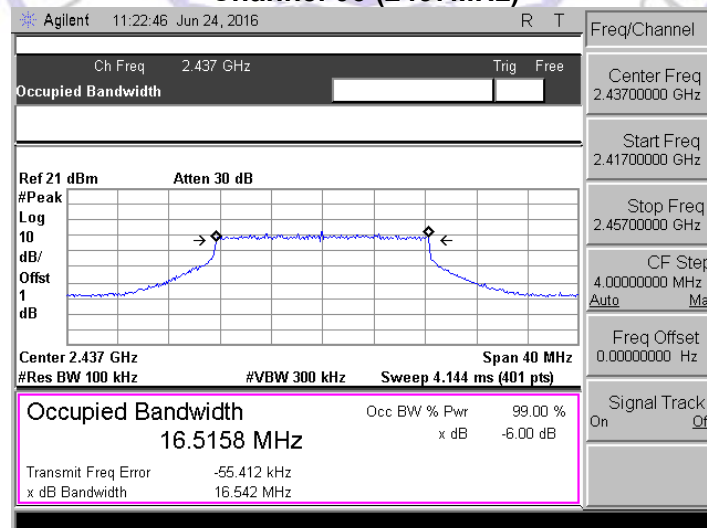 Agilent 11:22:46 Jun 24, 2016 R T
Ch Freq 2.437 GHz Trig Free
Occupied Bandwidth
Ref 21 dBm Atten 30 dB
#Peak
Log
10
dB/
Offst
1
dB
Center 2.437 GHz Span 40 MHz
#Res BW 100 kHz #VBW 300 kHz Sweep 4.144 ms (401 pts)
Occupied Bandwidth Occ BW % Pwr 99.00 %
16.5158 MHz x dB -6.00 dB
Transmit Freq Error -55.412 kHz
x dB Bandwidth 16.542 MHz
Freq/Channel
Center Freq
2.43700000 GHz
Start Freq
2.41700000 GHz
Stop Freq
2.45700000 GHz
CF Step
4.00000000 MHz
Auto Ma
Freq Offset
0.00000000 Hz
Signal Track
On Of